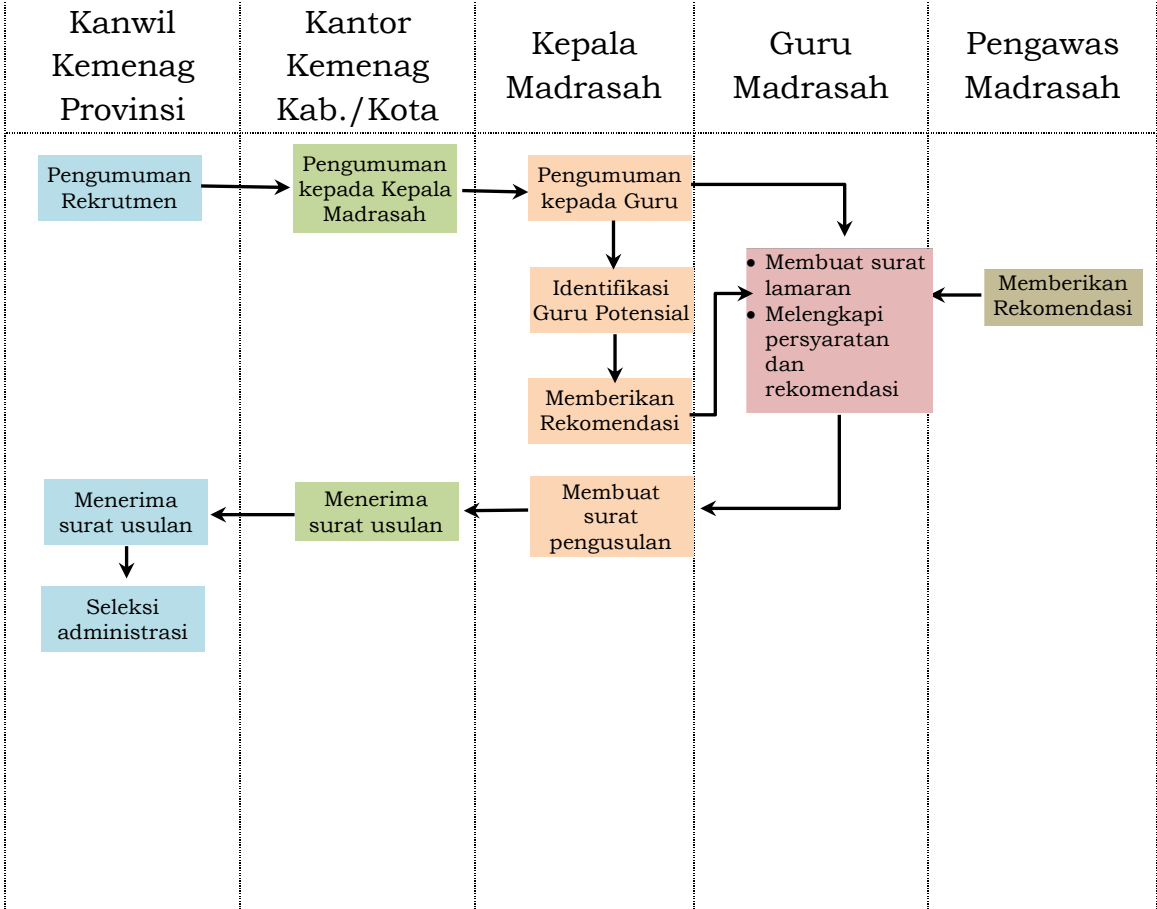 Kanwil
Kemenag
Provinsi
Kantor
Kemenag
Kab./Kota
Kepala
Madrasah
Guru
Madrasah
Pengawas
Madrasah
Pengumuman
Rekrutmen
Pengumuman
kepada Kepala
Madrasah
Pengumuman
kepada Guru
Identifikasi
Guru Potensial
Memberikan
Rekomendasi
• Membuat surat
lamaran
• Melengkapi
persyaratan
dan
rekomendasi
Memberikan
Rekomendasi
Membuat
surat
pengusulan
Menerima
surat usulan
Menerima
surat usulan
Seleksi
administrasi